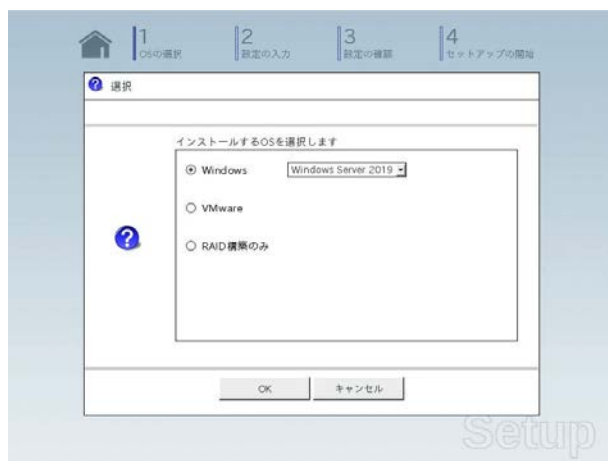 1
OSの選択
2
設定の入力
3
設定の確認
4
セットアップの開始
選択
インストールするOSを選択します
Windows
Windows Server 2019
VMware
RAID構築のみ
OK
キャンセル
Setup